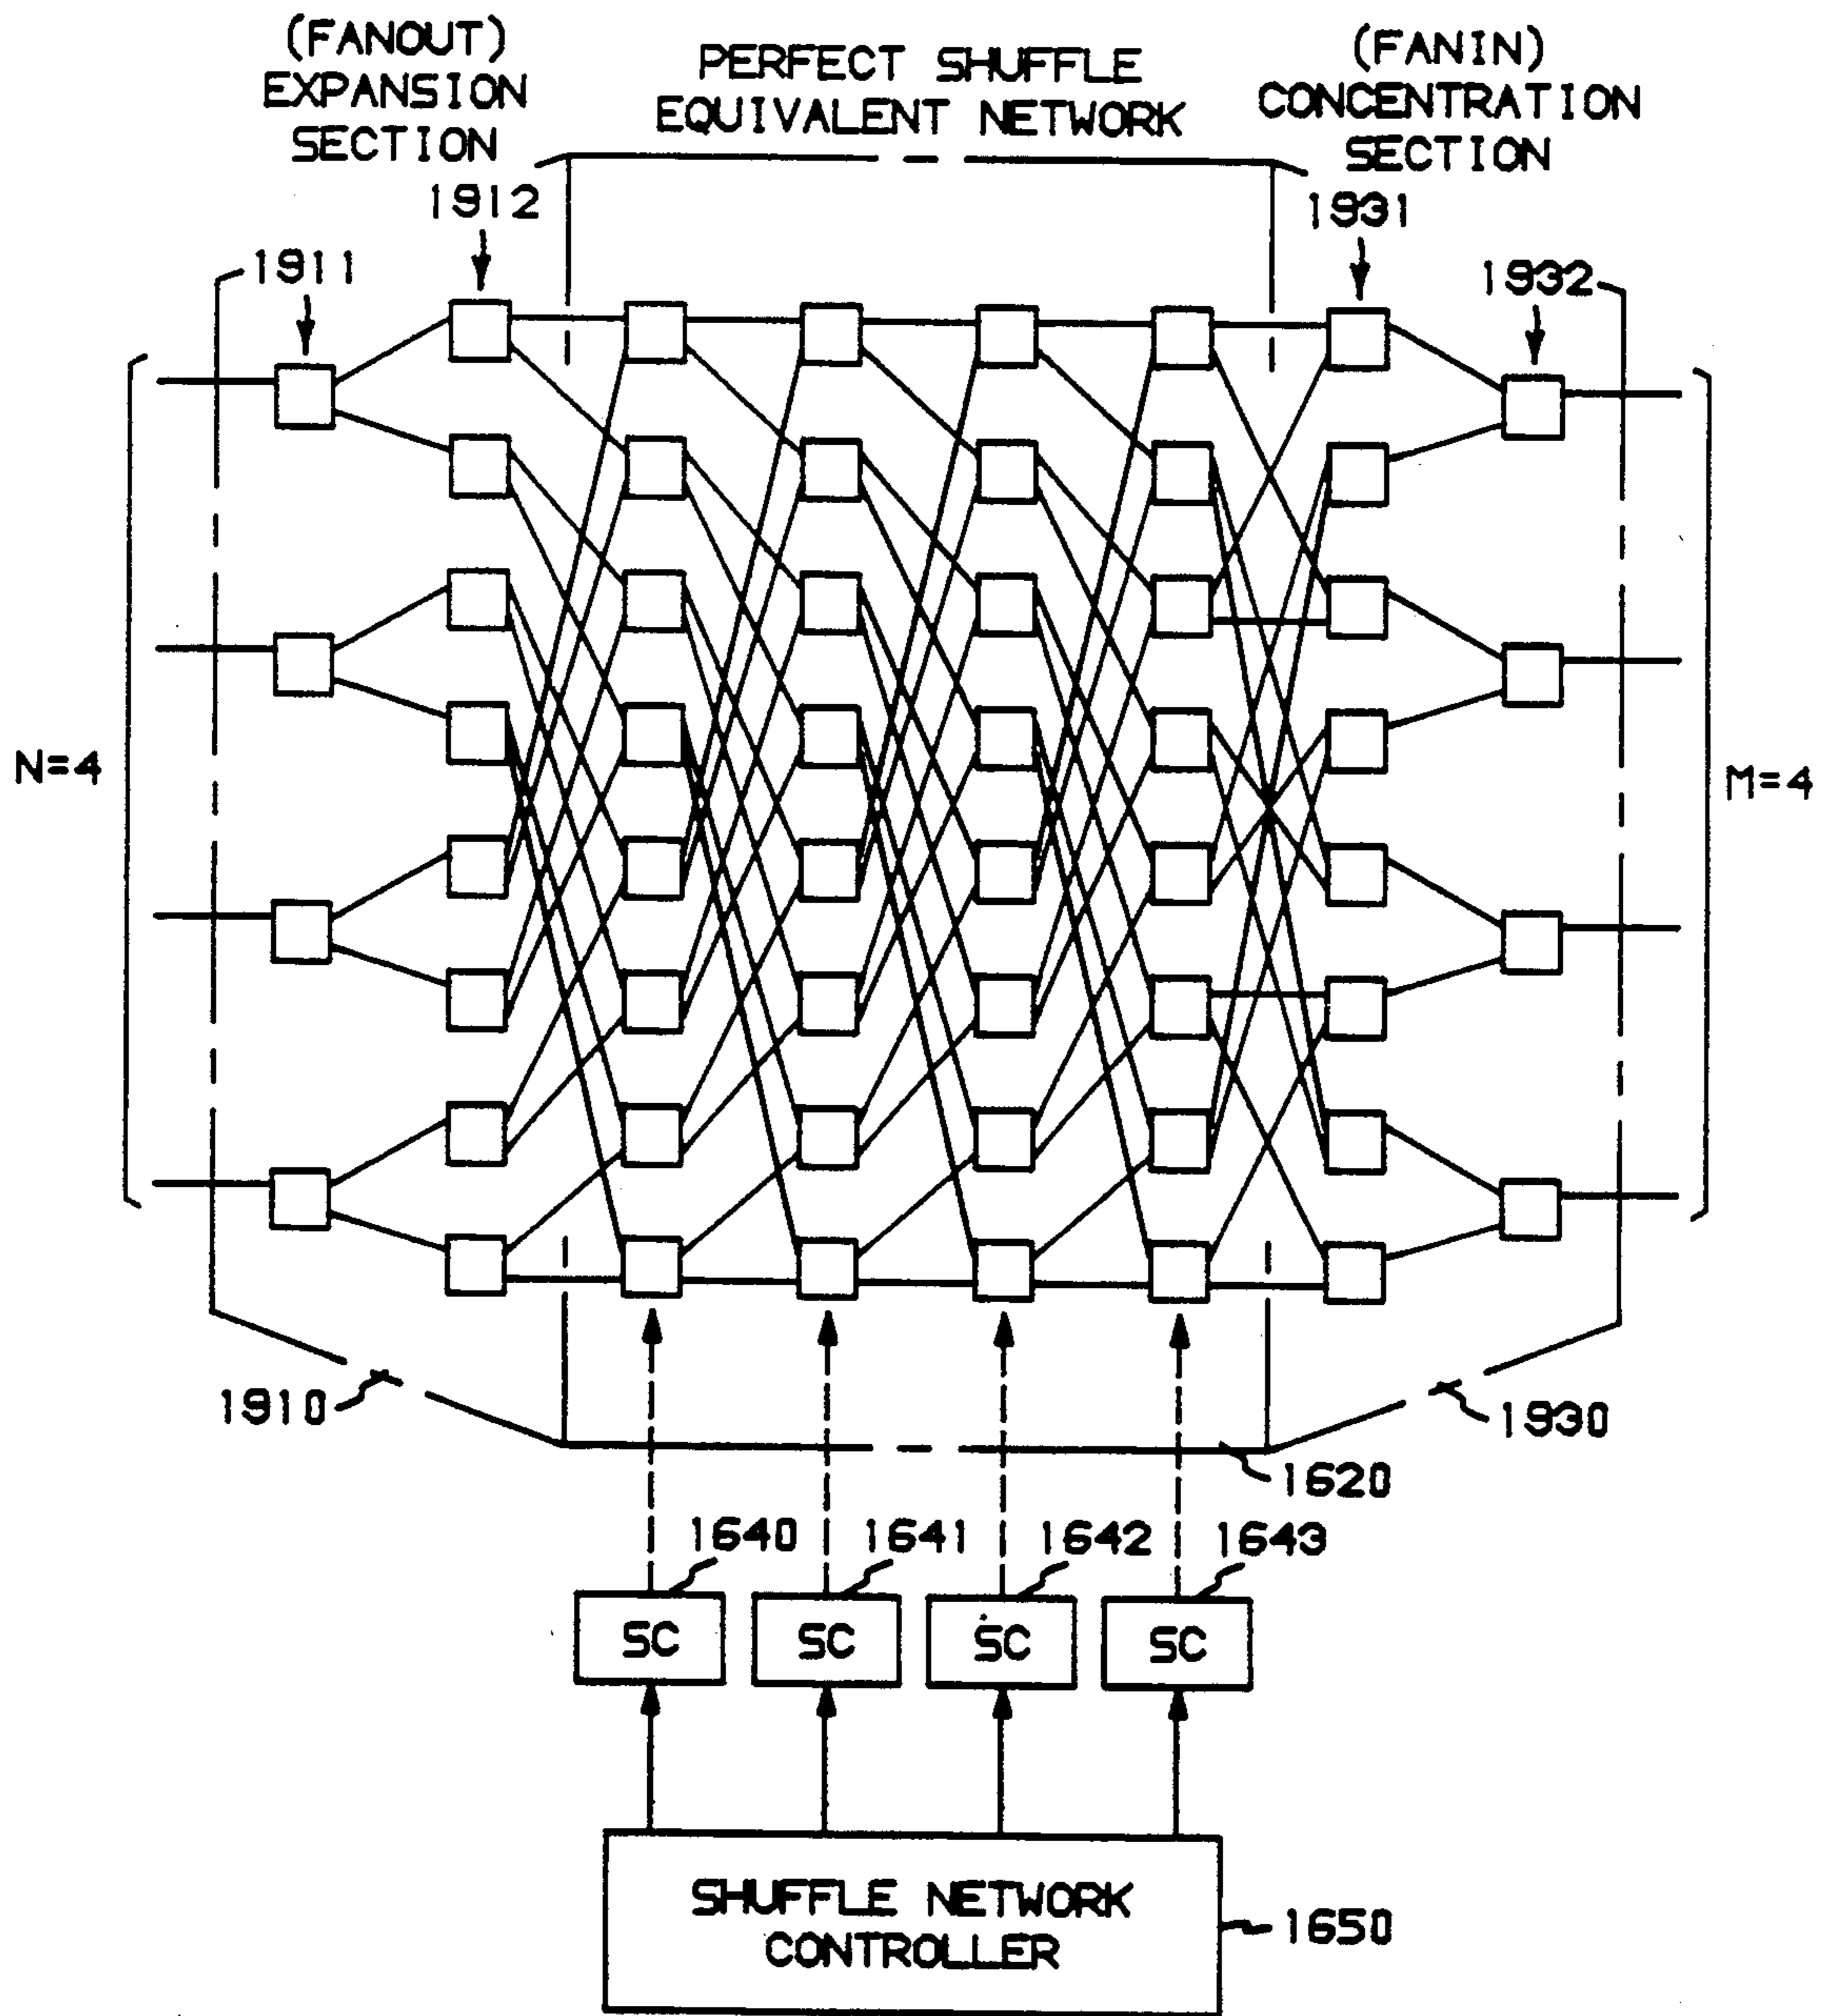 (FANOUT)
EXPANSION
SECTION
PERFECT SHUFFLE
EQUIVALENT NETWORK
(FANIN)
CONCENTRATION
SECTION
1912
1931
1911
1932
N=4
M=4
1910
1930
1620
1640
1641
1642
1643
SC
SC
SC
SC
SHUFFLE NETWORK
CONTROLLER
1650